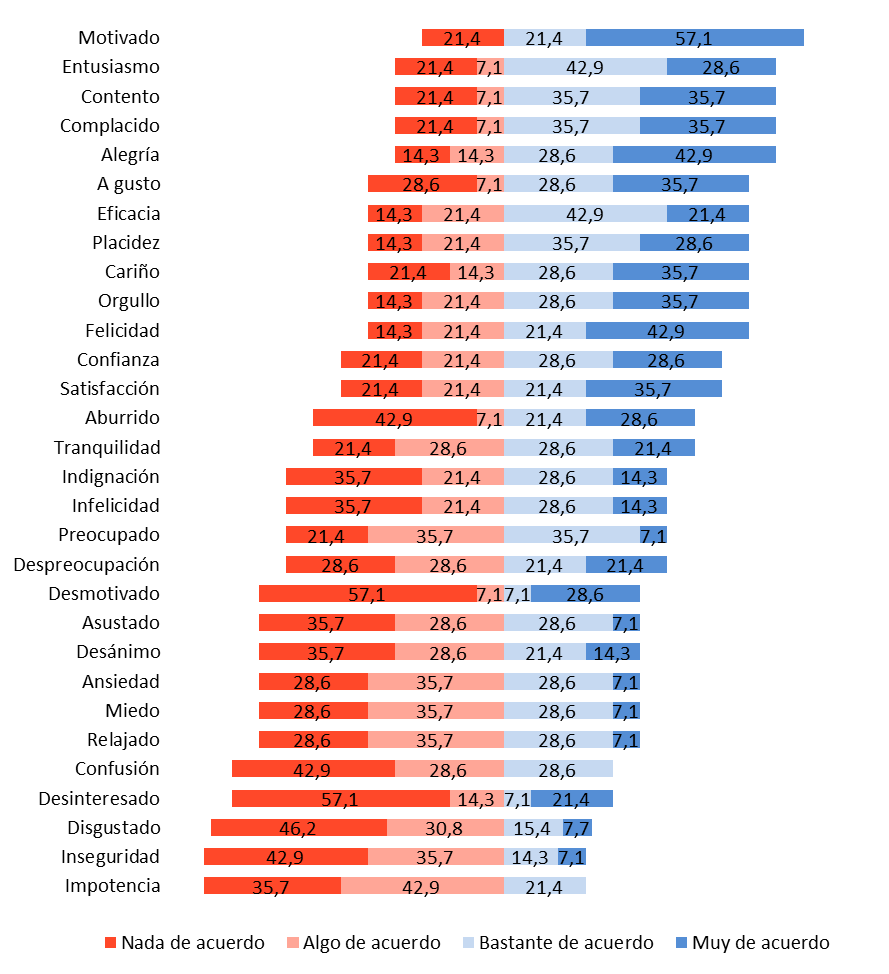 Motivado 21,4 21,4 57,1
Entusiasmo 21,4 7,1 42,9 28,6
Contento 21,4 7,1 35,7 35,7
Complacido 21,4 7,1 35,7 35,7
Alegría 14,3 14,3 28,6 42,9
A gusto 28,6 7,1 28,6 35,7
Eficacia 14,3 21,4 42,9 21,4
Placidez 14,3 21,4 35,7 28,6
Cariño 21,4 14,3 28,6 35,7
Orgullo 14,3 21,4 28,6 35,7
Felicidad 14,3 21,4 21,4 42,9
Confianza 21,4 21,4 28,6 28,6
Satisfacción 21,4 21,4 21,4 35,7
Aburrido 42,9 7,1 21,4 28,6
Tranquilidad 21,4 28,6 28,6 21,4
Indignación 35,7 21,4 28,6 14,3
Infelicidad 35,7 21,4 28,6 14,3
Preocupado 21,4 35,7 35,7 7,1
Despreocupación 28,6 28,6 21,4 21,4
Desmotivado 57,1 7,1 7,1 28,6
Asustado 35,7 28,6 28,6 7,1
Desánimo 35,7 28,6 21,4 14,3
Ansiedad 28,6 35,7 28,6 7,1
Miedo 28,6 35,7 28,6 7,1
Relajado 28,6 35,7 28,6 7,1
Confusión 42,9 28,6 28,6
Desinteresado 57,1 14,3 7,1 21,4
Disgustado 46,2 30,8 15,4 7,7
Inseguridad 42,9 35,7 14,3 7,1
Impotencia 35,7 42,9 21,4
Nada de acuerdo Algo de acuerdo Bastante de acuerdo Muy de acuerdo